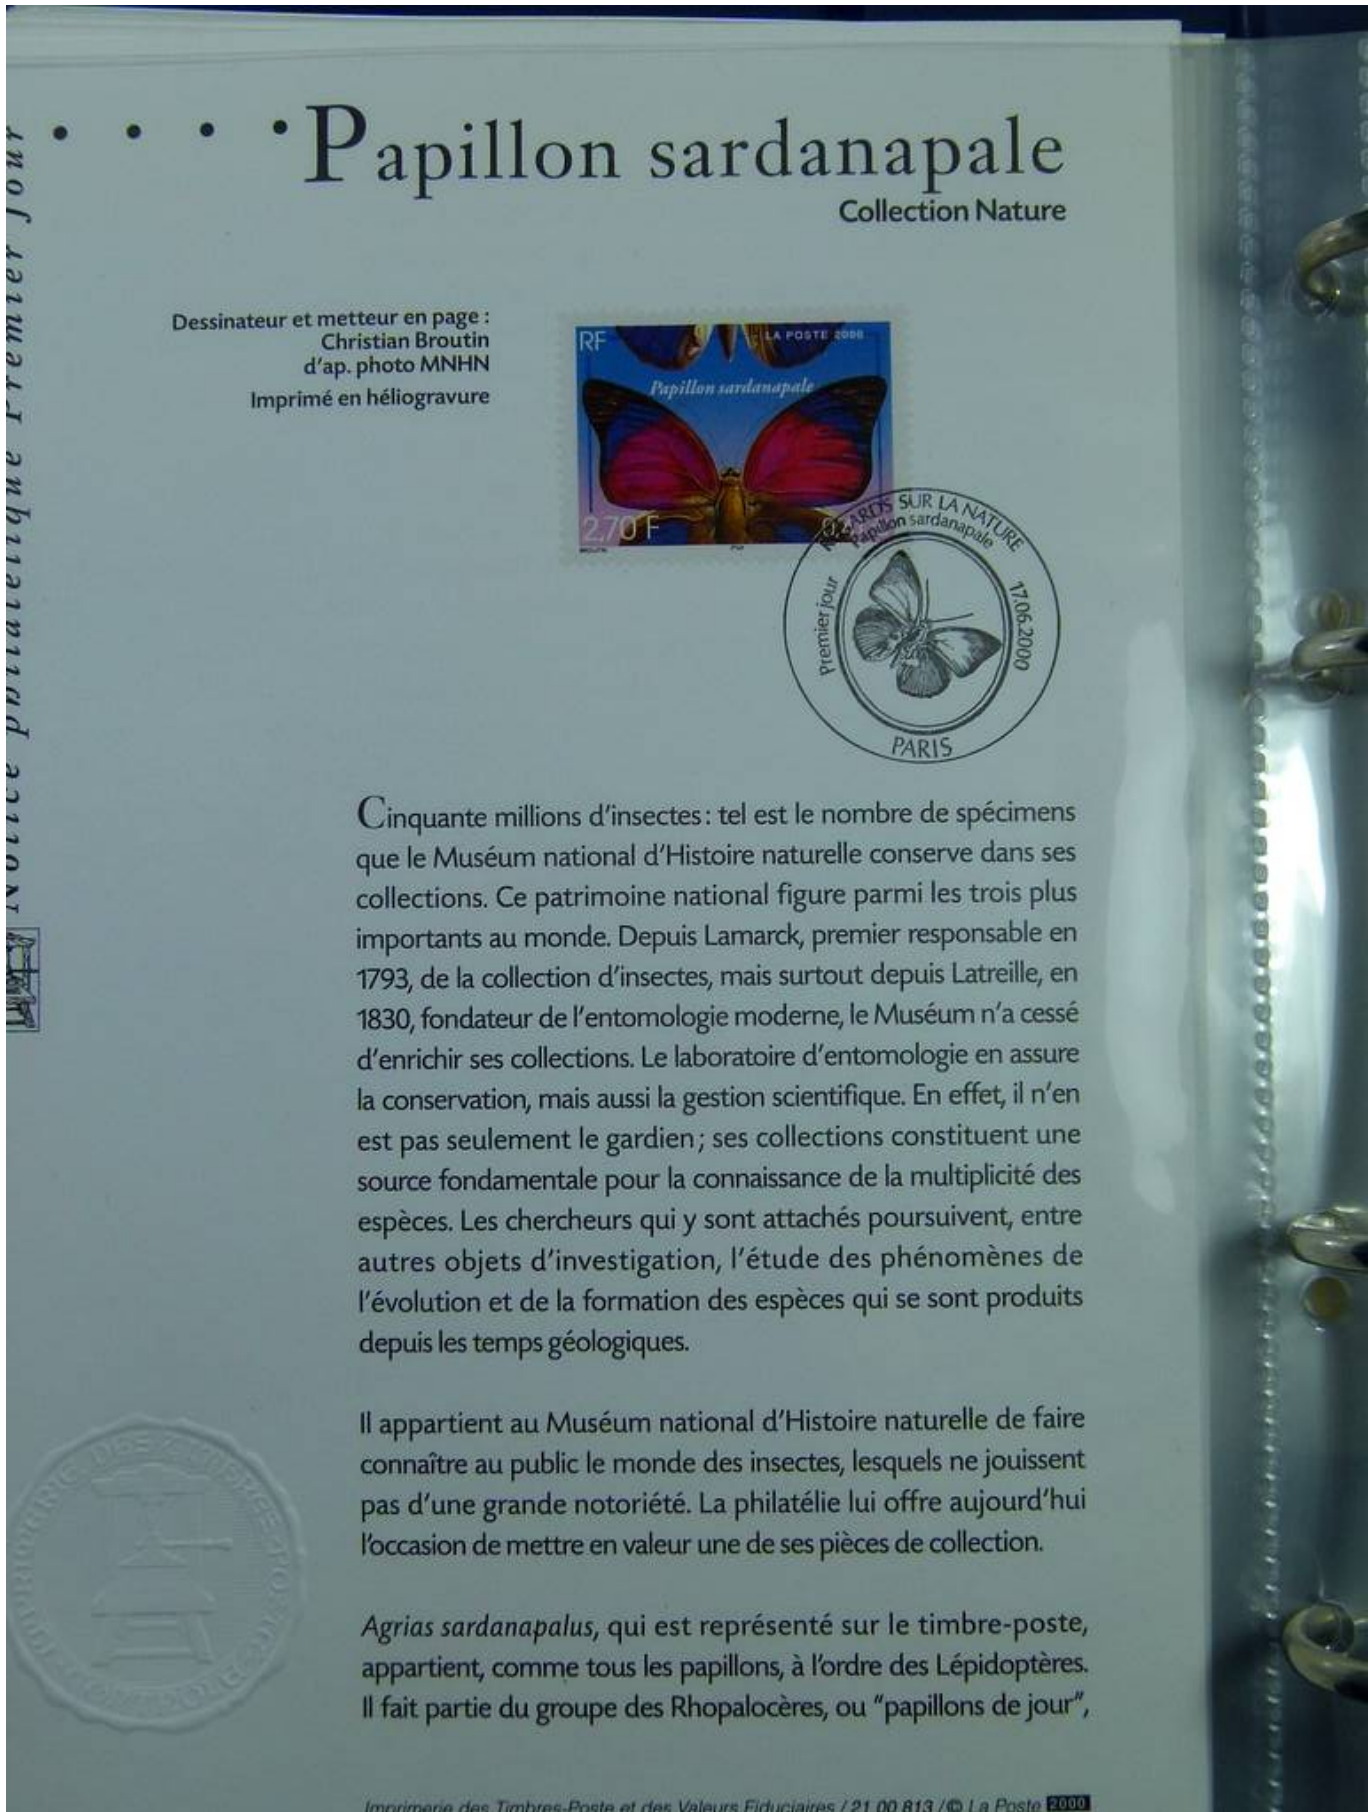 Papillon sardanapale
Collection Nature
Notice philatélique Premier Jour
Dessinateur et metteur en page :
Christian Broutin
d'ap. photo MNHN
Imprimé en héliogravure
RF
LA POSTE 2000
Papillon sardanapale
2,70 F
SUR LA NATURE
Papillon sardanapale
Premier jour
17.06.2000
PARIS
Cinquante millions d'insectes : tel est le nombre de spécimens
que le Muséum national d'Histoire naturelle conserve dans ses
collections. Ce patrimoine national figure parmi les trois plus
importants au monde. Depuis Lamarck, premier responsable en
1793, de la collection d'insectes, mais surtout depuis Latreille, en
1830, fondateur de l'entomologie moderne, le Muséum n'a cessé
d'enrichir ses collections. Le laboratoire d'entomologie en assure
la conservation, mais aussi la gestion scientifique. En effet, il n'en
est pas seulement le gardien ; ses collections constituent une
source fondamentale pour la connaissance de la multiplicité des
espèces. Les chercheurs qui y sont attachés poursuivent, entre
autres objets d'investigation, l'étude des phénomènes de
l'évolution et de la formation des espèces qui se sont produits
depuis les temps géologiques.
Il appartient au Muséum national d'Histoire naturelle de faire
connaître au public le monde des insectes, lesquels ne jouissent
pas d'une grande notoriété. La philatélie lui offre aujourd'hui
l'occasion de mettre en valeur une de ses pièces de collection.
Agrias sardanapalus, qui est représenté sur le timbre-poste,
appartient, comme tous les papillons, à l'ordre des Lépidoptères.
Il fait partie du groupe des Rhopalocères, ou "papillons de jour",
Imprimerie des Timbres-Poste et des Valeurs Fiduciaires / 21 00 813 / © La Poste 2000